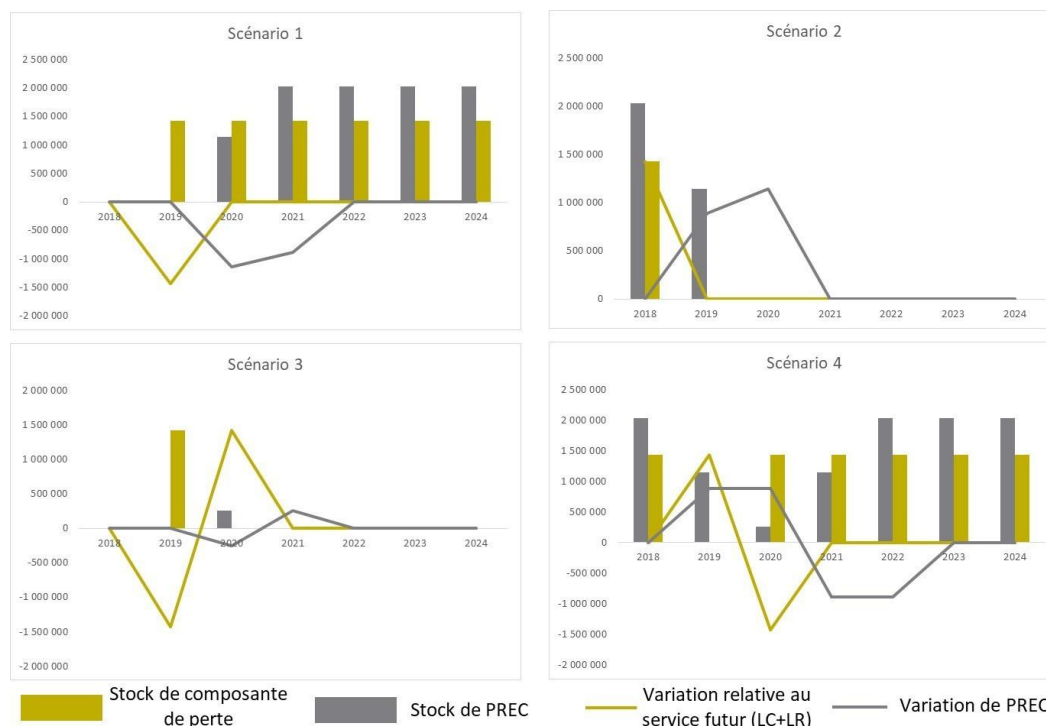 Scénario 1
2 500 000
2 000 000
1 500 000
1 000 000
500 000
0
-500 000
-1 000 000
-1 500 000
-2 000 000
2018 2019 2020 2021 2022 2023 2024
Scénario 2
2 500 000
2 000 000
1 500 000
1 000 000
500 000
0
2018 2019 2020 2021 2022 2023 2024
Scénario 3
2 000 000
1 500 000
1 000 000
500 000
0
-500 000
-1 000 000
-1 500 000
-2 000 000
2018 2019 2020 2021 2022 2023 2024
Scénario 4
2 500 000
2 000 000
1 500 000
1 000 000
500 000
0
-500 000
-1 000 000
-1 500 000
-2 000 000
2018 2019 2020 2021 2022 2023 2024
Stock de composante
de perte
Stock de PREC
Variation relative au
service futur (LC+LR)
Variation de PREC